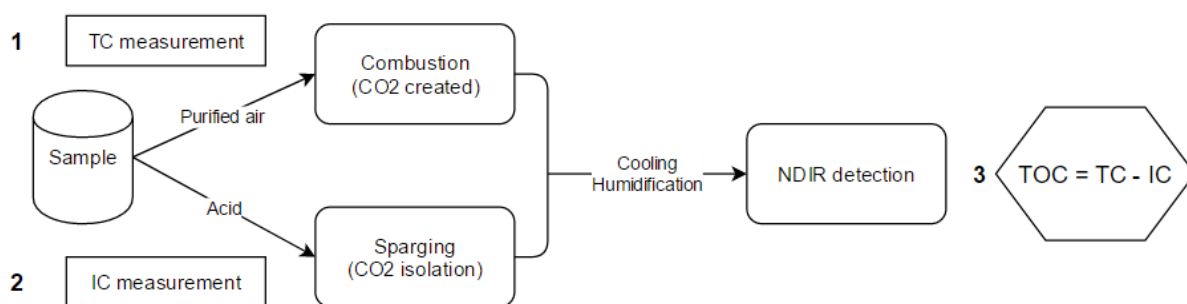 1
TC measurement
Combustion
(CO2 created)
Purified air
Sample
Cooling
Humidification
NDIR detection
3
TOC = TC - IC
Acid
Sparging
(CO2 isolation)
2
IC measurement